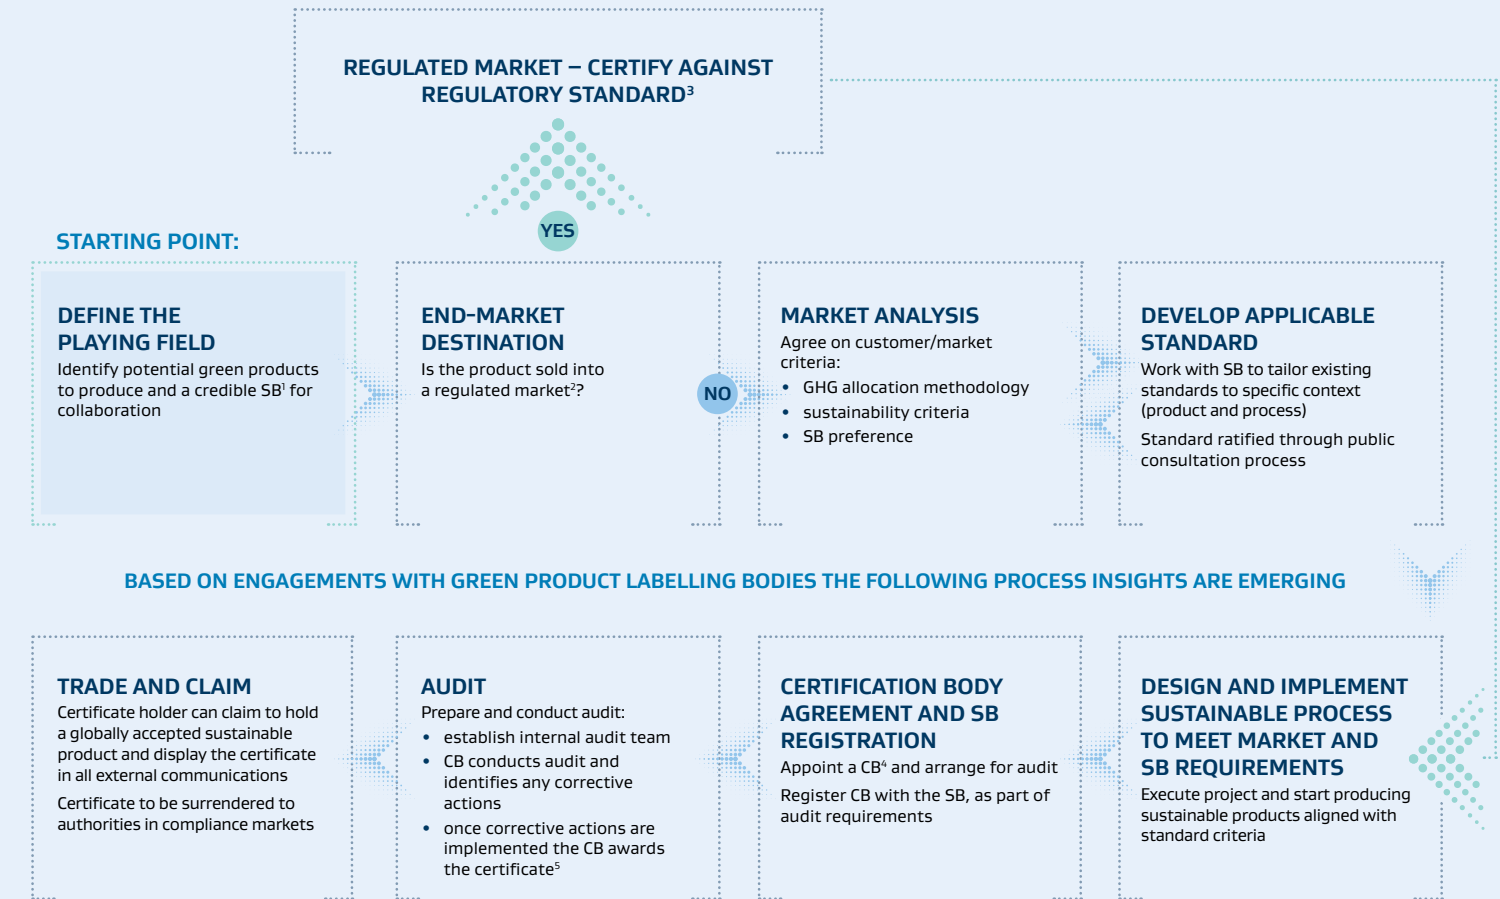 REGULATED MARKET – CERTIFY AGAINST
REGULATORY STANDARD³
YES
STARTING POINT:
DEFINE THE
PLAYING FIELD
Identify potential green products
to produce and a credible SB¹ for
collaboration
END-MARKET
DESTINATION
Is the product sold into
a regulated market²?
NO
MARKET ANALYSIS
Agree on customer/market
criteria:
• GHG allocation methodology
• sustainability criteria
• SB preference
DEVELOP APPLICABLE
STANDARD
Work with SB to tailor existing
standards to specific context
(product and process)
Standard ratified through public
consultation process
BASED ON ENGAGEMENTS WITH GREEN PRODUCT LABELLING BODIES THE FOLLOWING PROCESS INSIGHTS ARE EMERGING
TRADE AND CLAIM
Certificate holder can claim to hold
a globally accepted sustainable
product and display the certificate
in all external communications
Certificate to be surrendered to
authorities in compliance markets
AUDIT
Prepare and conduct audit:
• establish internal audit team
• CB conducts audit and
identifies any corrective
actions
• once corrective actions are
implemented the CB awards
the certificate⁵
CERTIFICATION BODY
AGREEMENT AND SB
REGISTRATION
Appoint a CB⁴ and arrange for audit
Register CB with the SB, as part of
audit requirements
DESIGN AND IMPLEMENT
SUSTAINABLE PROCESS
TO MEET MARKET AND
SB REQUIREMENTS
Execute project and start producing
sustainable products aligned with
standard criteria